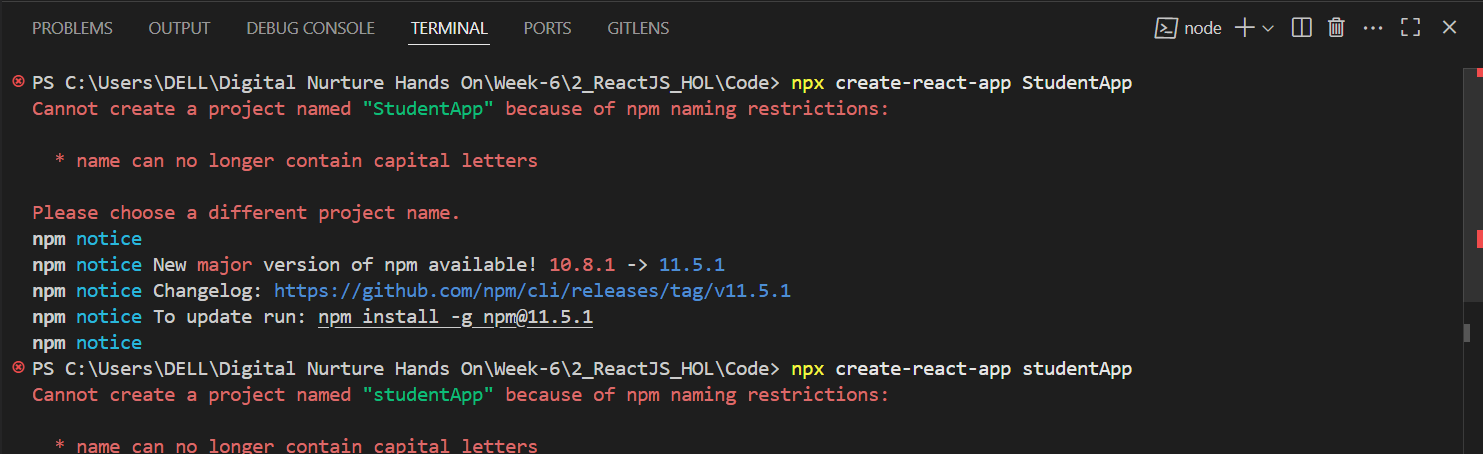 PROBLEMS OUTPUT DEBUG CONSOLE TERMINAL PORTS GITLENS node
PS C:\Users\DELL\Digital Nurture Hands On\Week-6\2_ReactJS_HOL\Code> npx create-react-app StudentApp
Cannot create a project named "StudentApp" because of npm naming restrictions:
* name can no longer contain capital letters
Please choose a different project name.
npm notice
npm notice New major version of npm available! 10.8.1 -> 11.5.1
npm notice Changelog: https://github.com/npm/cli/releases/tag/v11.5.1
npm notice To update run: npm install -g npm@11.5.1
npm notice
PS C:\Users\DELL\Digital Nurture Hands On\Week-6\2_ReactJS_HOL\Code> npx create-react-app studentApp
Cannot create a project named "studentApp" because of npm naming restrictions:
* name can no longer contain capital letters